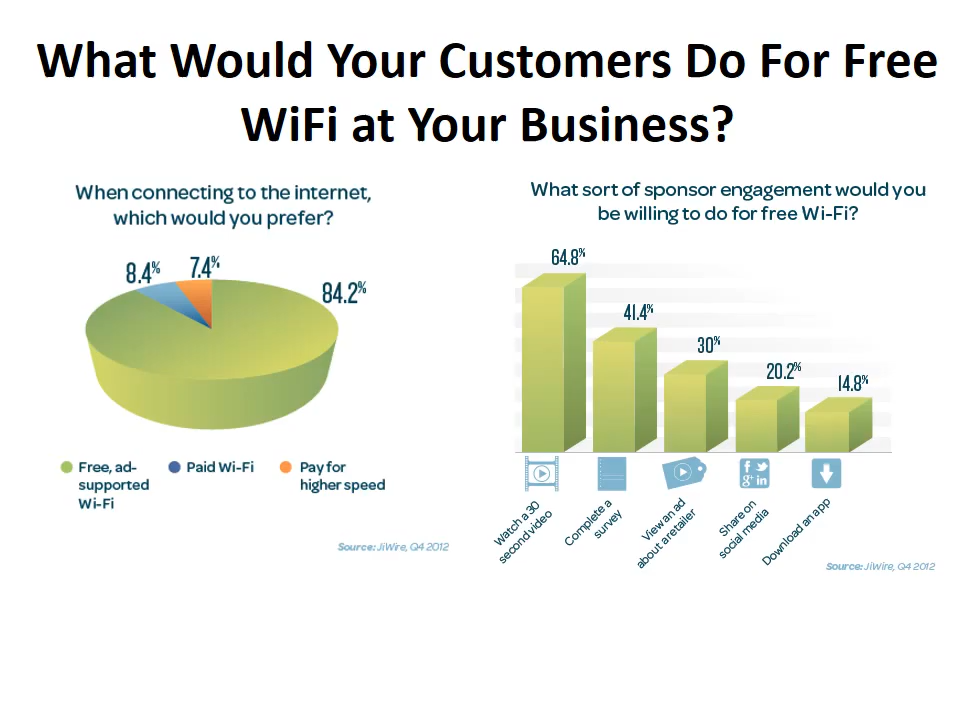 What Would Your Customers Do For Free
WiFi at Your Business?
When connecting to the internet,
which would you prefer?
8.4%
7.4%
84.2%
Free, ad-
supported
Wi-Fi
Paid Wi-Fi
Pay for
higher speed
Source: JiWire, Q4 2012
What sort of sponsor engagement would you
be willing to do for free Wi-Fi?
64.8%
41.4%
30%
20.2%
14.8%
f
g+ in
Watch a 30
second video
Complete a
survey
View an ad
about a retailer
Share on
social media
Download an app
Source: JiWire, Q4 2012